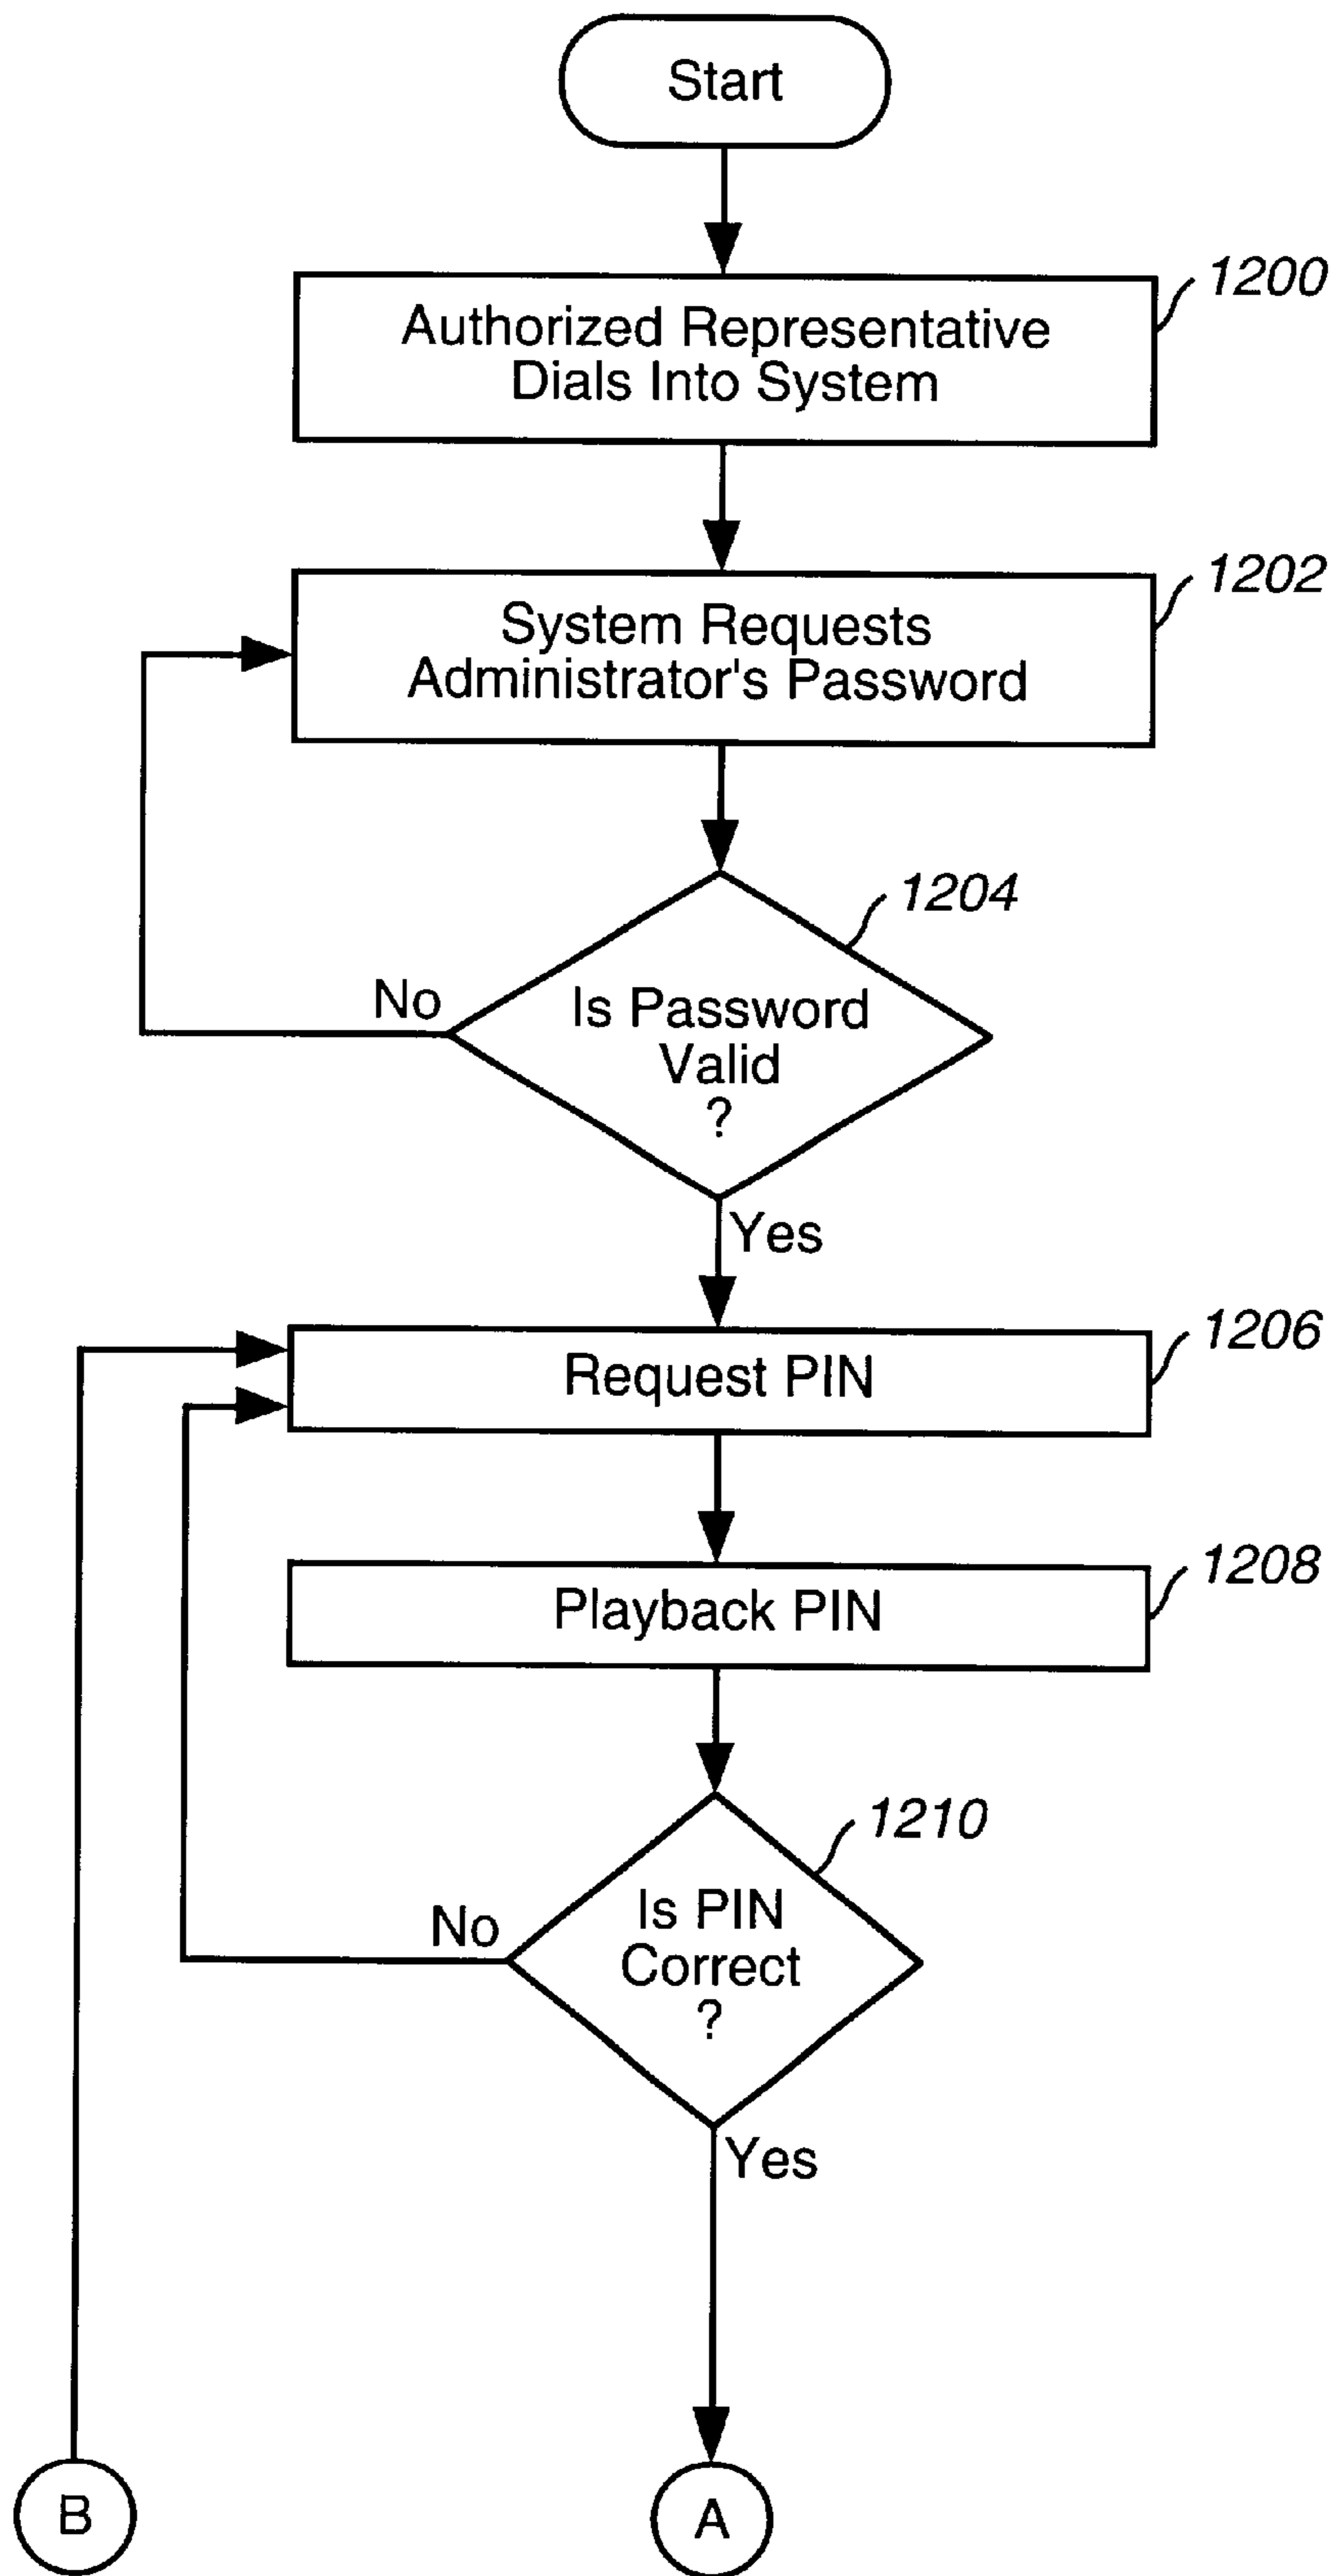 Start
1200
Authorized Representative
Dials Into System
1202
System Requests
Administrator's Password
1204
No
Is Password
Valid
?
Yes
1206
Request PIN
1208
Playback PIN
1210
No
Is PIN
Correct
?
Yes
B
A